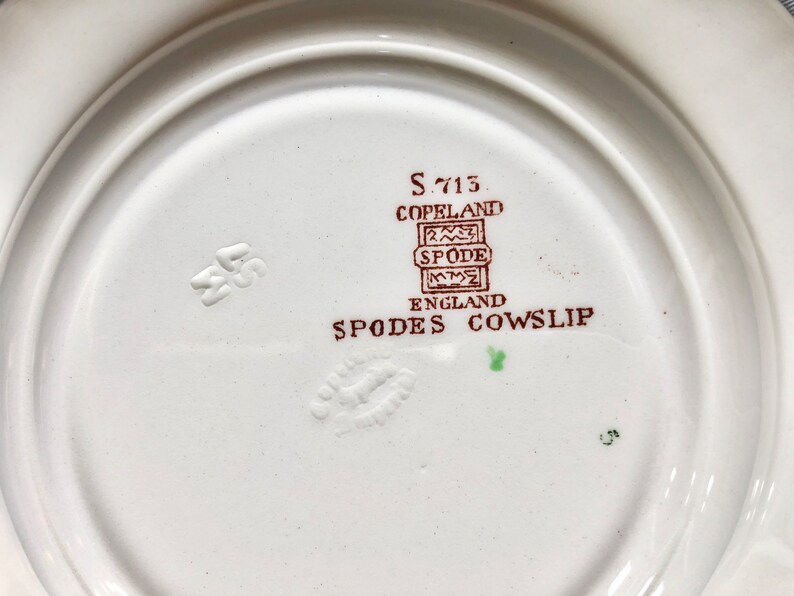 S.713
COPELAND
SPODE
ENGLAND
SPODES COWSLIP